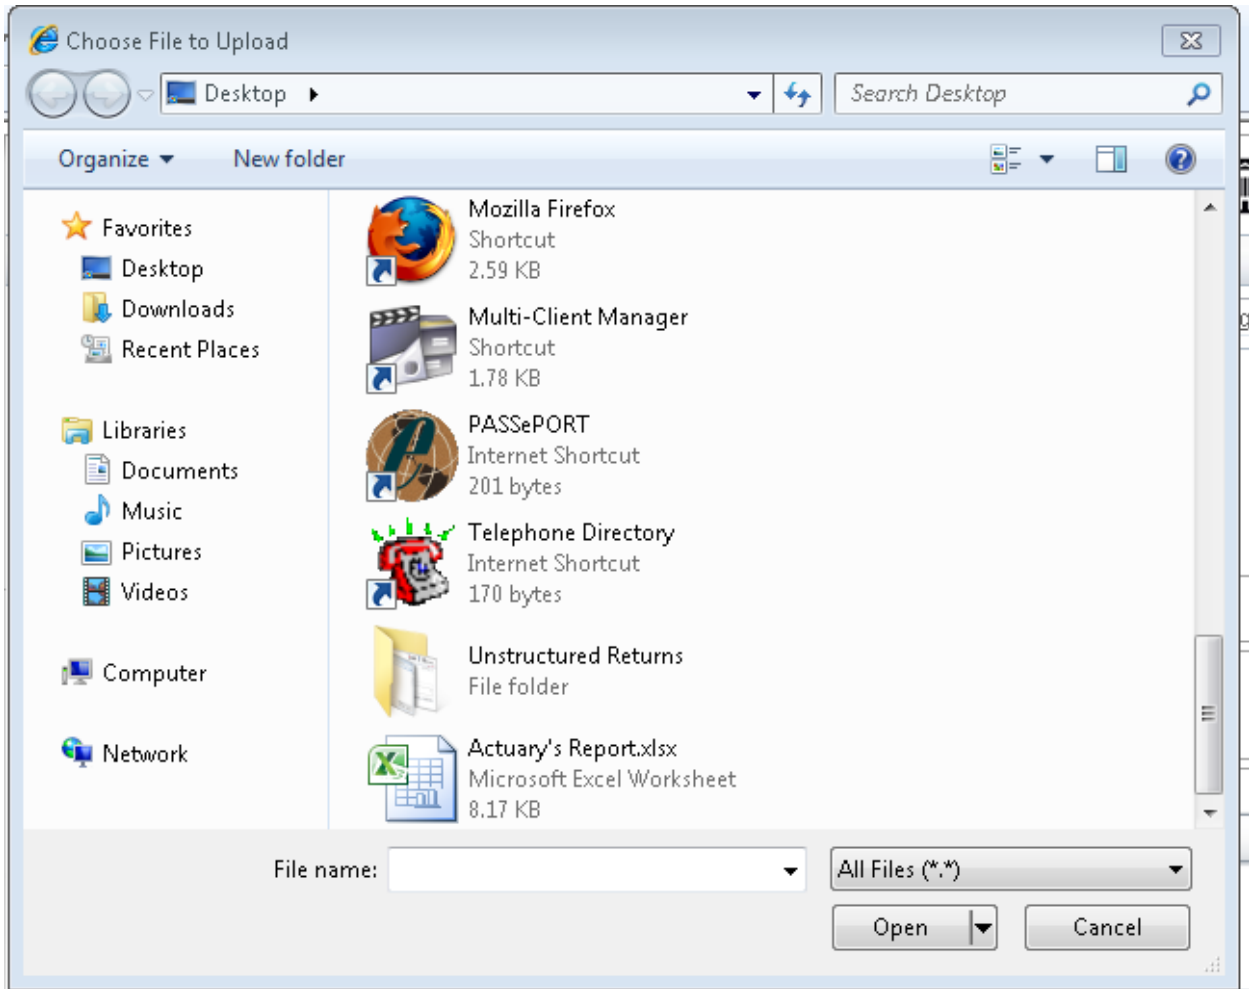 Choose File to Upload
Desktop
Search Desktop
Organize
New folder
Favorites
Desktop
Downloads
Recent Places
Libraries
Documents
Music
Pictures
Videos
Computer
Network
Mozilla Firefox
Shortcut
2.59 KB
Multi-Client Manager
Shortcut
1.78 KB
PASSePORT
Internet Shortcut
201 bytes
Telephone Directory
Internet Shortcut
170 bytes
Unstructured Returns
File folder
Actuary's Report.xlsx
Microsoft Excel Worksheet
8.17 KB
File name:
All Files (*.*)
Open
Cancel